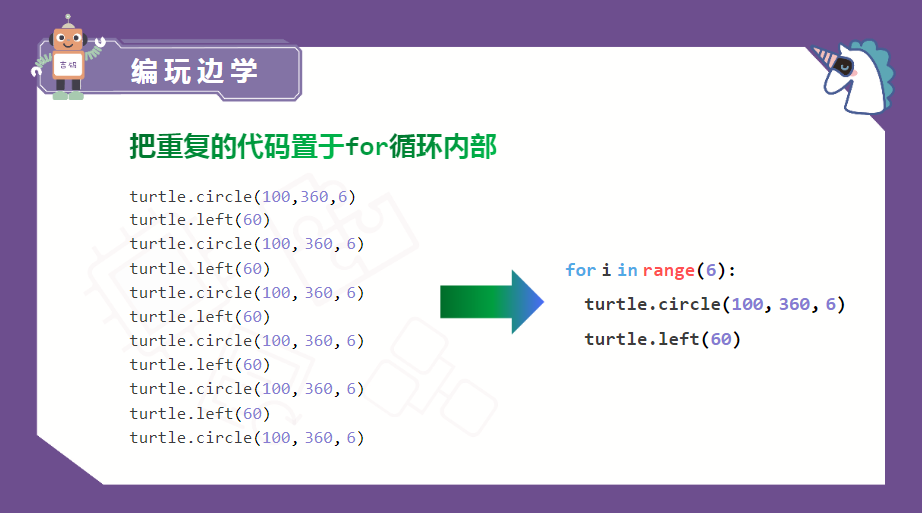 编玩边学
把重复的代码置于for循环内部
turtle.circle(100,360,6)
turtle.left(60)
turtle.circle(100, 360, 6)
turtle.left(60)
turtle.circle(100, 360, 6)
turtle.left(60)
turtle.circle(100, 360, 6)
turtle.left(60)
turtle.circle(100, 360, 6)
turtle.left(60)
turtle.circle(100, 360, 6)
for i in range(6):
turtle.circle(100, 360, 6)
turtle.left(60)